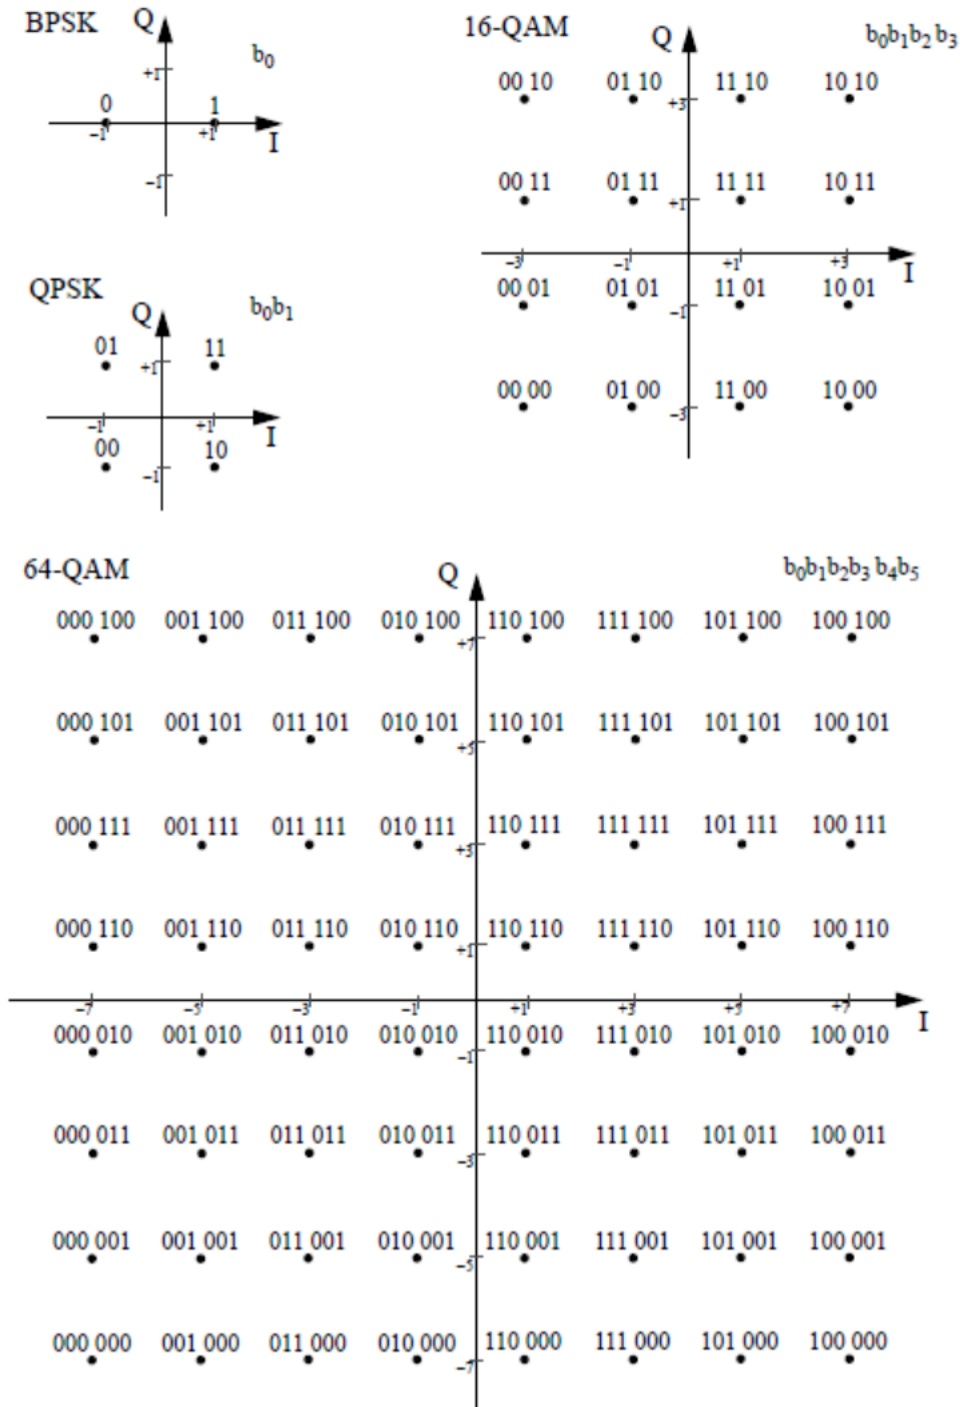 BPSK
Q
b0
+1
0 1
–1 +1
I
–1
16-QAM
Q
b0b1b2 b3
00 10 01 10 11 10 10 10
+3
00 11 01 11 11 11 10 11
+1
–3 –1 +1 +3
I
00 01 01 01 11 01 10 01
–1
00 00 01 00 11 00 10 00
–3
QPSK
Q
b0b1
01 11
+1
–1 +1
I
00 10
–1
64-QAM
Q
b0b1b2b3 b4b5
000 100 001 100 011 100 010 100 110 100 111 100 101 100 100 100
+7
000 101 001 101 011 101 010 101 110 101 111 101 101 101 100 101
+5
000 111 001 111 011 111 010 111 110 111 111 111 101 111 100 111
+3
000 110 001 110 011 110 010 110 110 110 111 110 101 110 100 110
+1
–7 –5 –3 –1 +1 +3 +5 +7
I
000 010 001 010 011 010 010 010 110 010 111 010 101 010 100 010
–1
000 011 001 011 011 011 010 011 110 011 111 011 101 011 100 011
–3
000 001 001 001 011 001 010 001 110 001 111 001 101 001 100 001
–5
000 000 001 000 011 000 010 000 110 000 111 000 101 000 100 000
–7